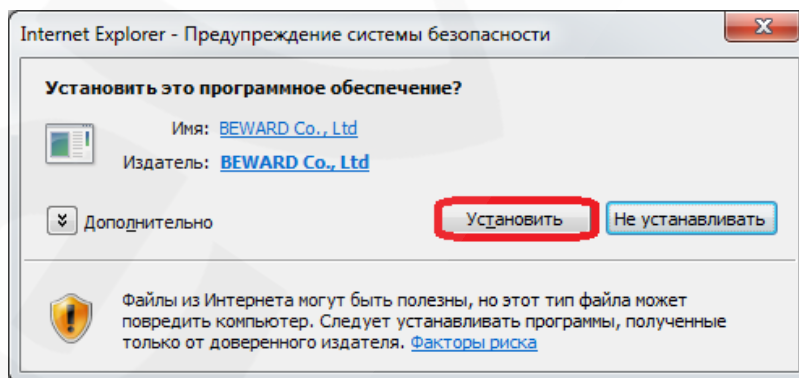 Internet Explorer - Предупреждение системы безопасности
Установить это программное обеспечение?
Имя: BEWARD Co., Ltd
Издатель: BEWARD Co., Ltd
Дополнительно
Установить
Не устанавливать
Файлы из Интернета могут быть полезны, но этот тип файла может
повредить компьютер. Следует устанавливать программы, полученные
только от доверенного издателя. Факторы риска